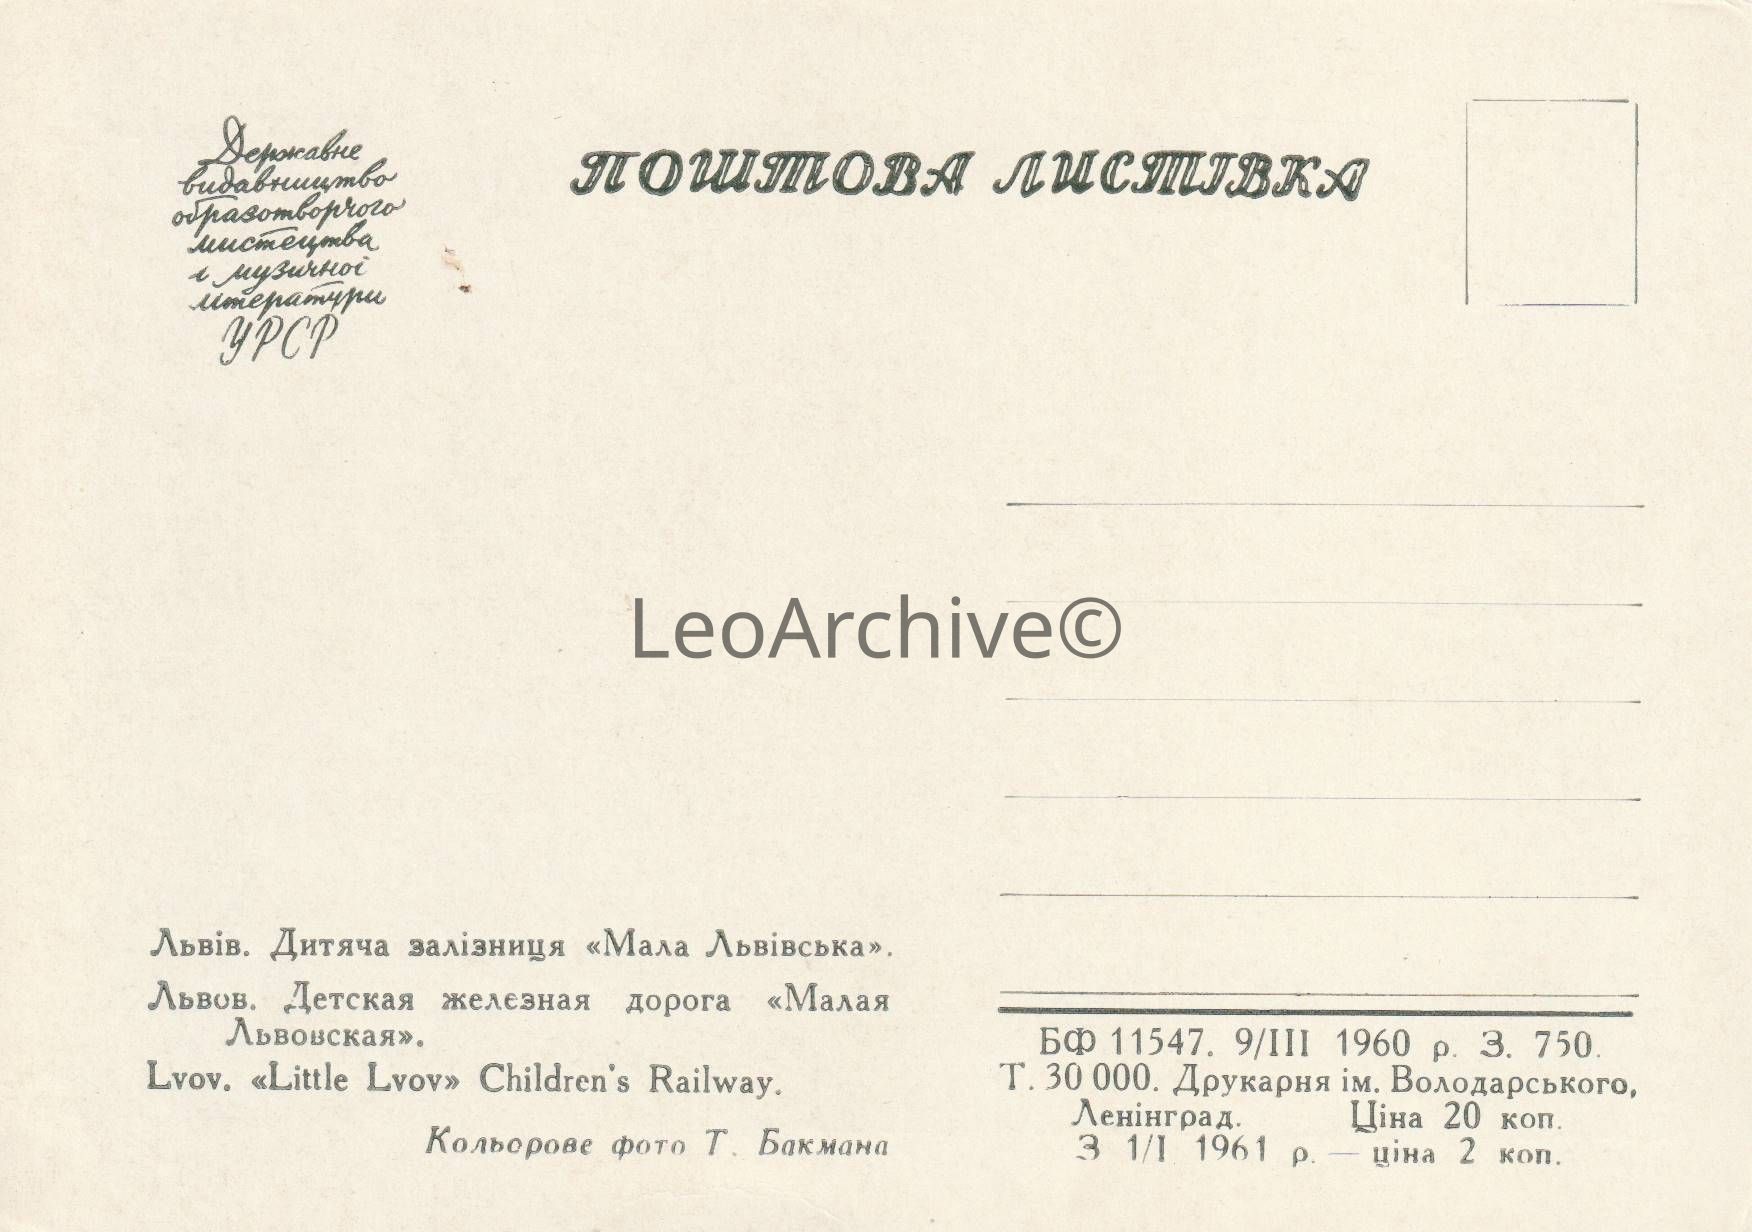 Державне
видавництво
образотворчого
мистецтва
і музичної
літератури
УРСР
ПОШТОВА ЛИСТІВКА
LeoArchive©
Львів. Дитяча залізниця «Мала Львівська».
Львов. Детская железная дорога «Малая
Львовская».
Lvov. «Little Lvov» Children's Railway.
Кольорове фото Т. Бакмана
БФ 11547. 9/III 1960 р. З. 750.
Т. 30 000. Друкарня ім. Володарського,
Ленінград. Ціна 20 коп.
З 1/I 1961 р. — ціна 2 коп.